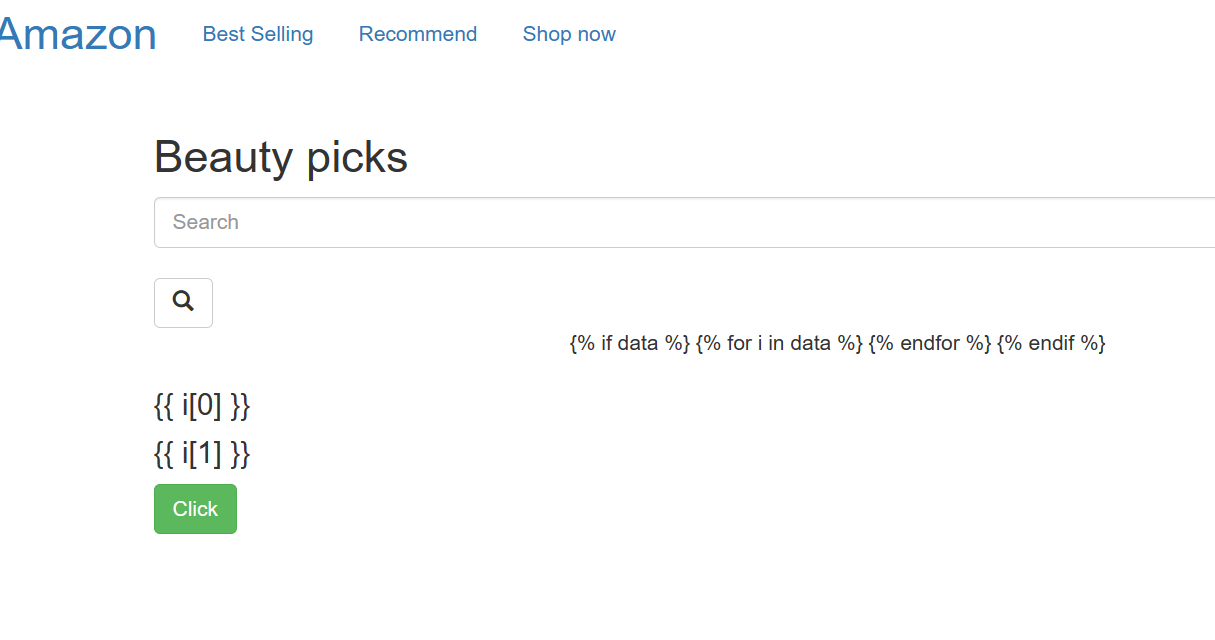 Amazon Best Selling Recommend Shop now
Beauty picks
Search
{% if data %} {% for i in data %} {% endfor %} {% endif %}
{{ i[0] }}
{{ i[1] }}
Click